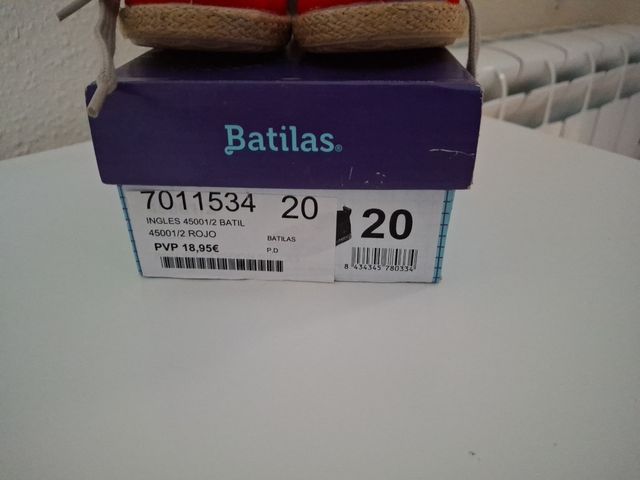 Batilas®
7011534 20
INGLES 45001/2 BATIL
45001/2 ROJO
BATILAS
PVP 18,95€
P.D
20
8 434345 780334